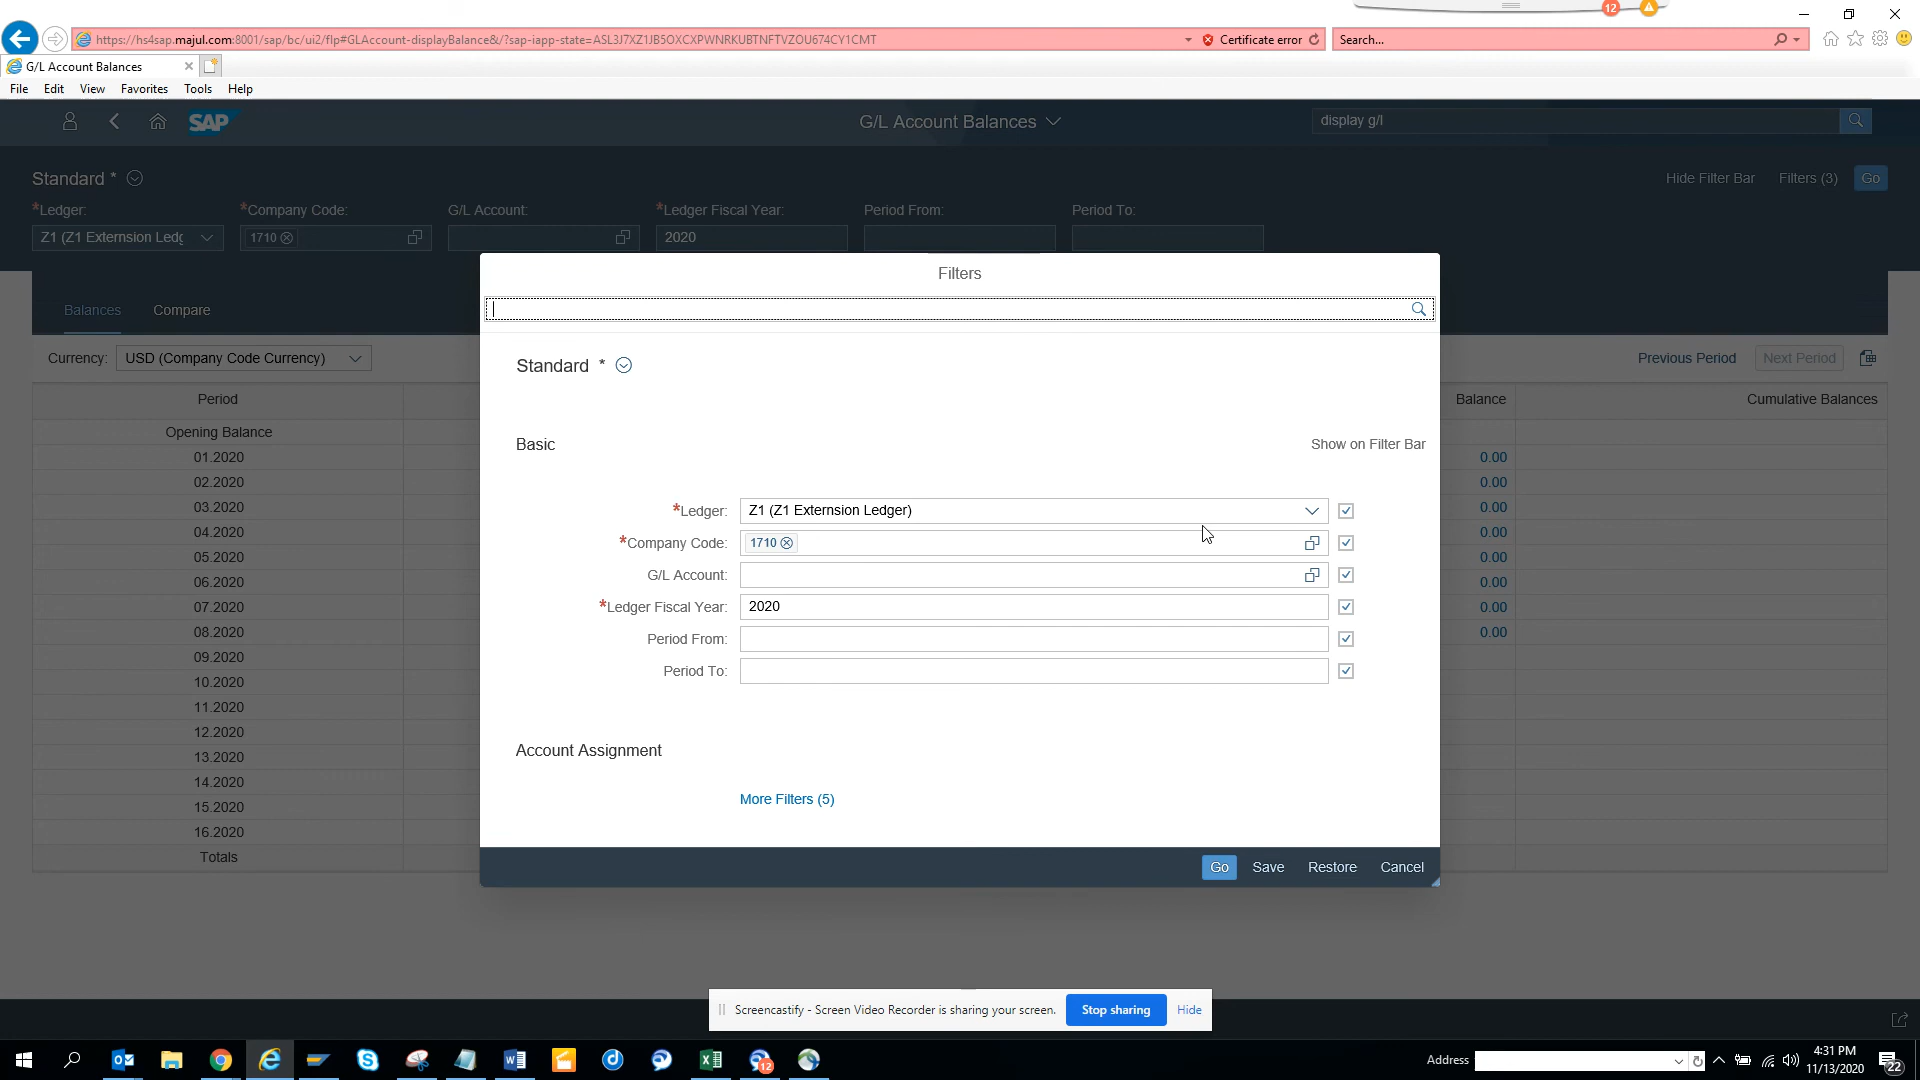 12
https://hs4sap.majul.com:8001/sap/bc/ui2/flp#GLAccount-displayBalance&/?sap-iapp-state=ASL3J7XZ1JB5OXCXPWNRKUBTNFTVZOU674CY1CMT
Certificate error
Search...
G/L Account Balances
File Edit View Favorites Tools Help
SAP
G/L Account Balances
display g/l
Standard *
Hide Filter Bar
Filters (3)
Go
*Ledger:
*Company Code:
G/L Account:
*Ledger Fiscal Year:
Period From:
Period To:
Z1 (Z1 Externsion Ledg
1710
2020
Filters
Balances
Compare
Standard *
Currency:
USD (Company Code Currency)
Previous Period
Next Period
Period
Balance
Cumulative Balances
Opening Balance
Basic
Show on Filter Bar
01.2020
0.00
02.2020
0.00
03.2020
0.00
04.2020
0.00
05.2020
0.00
06.2020
0.00
07.2020
0.00
08.2020
0.00
09.2020
10.2020
11.2020
12.2020
13.2020
14.2020
15.2020
16.2020
Totals
*Ledger:
Z1 (Z1 Externsion Ledger)
*Company Code:
1710
G/L Account:
*Ledger Fiscal Year:
2020
Period From:
Period To:
Account Assignment
More Filters (5)
Go
Save
Restore
Cancel
Screencastify - Screen Video Recorder is sharing your screen.
Stop sharing
Hide
12
Address
4:31 PM
11/13/2020
22